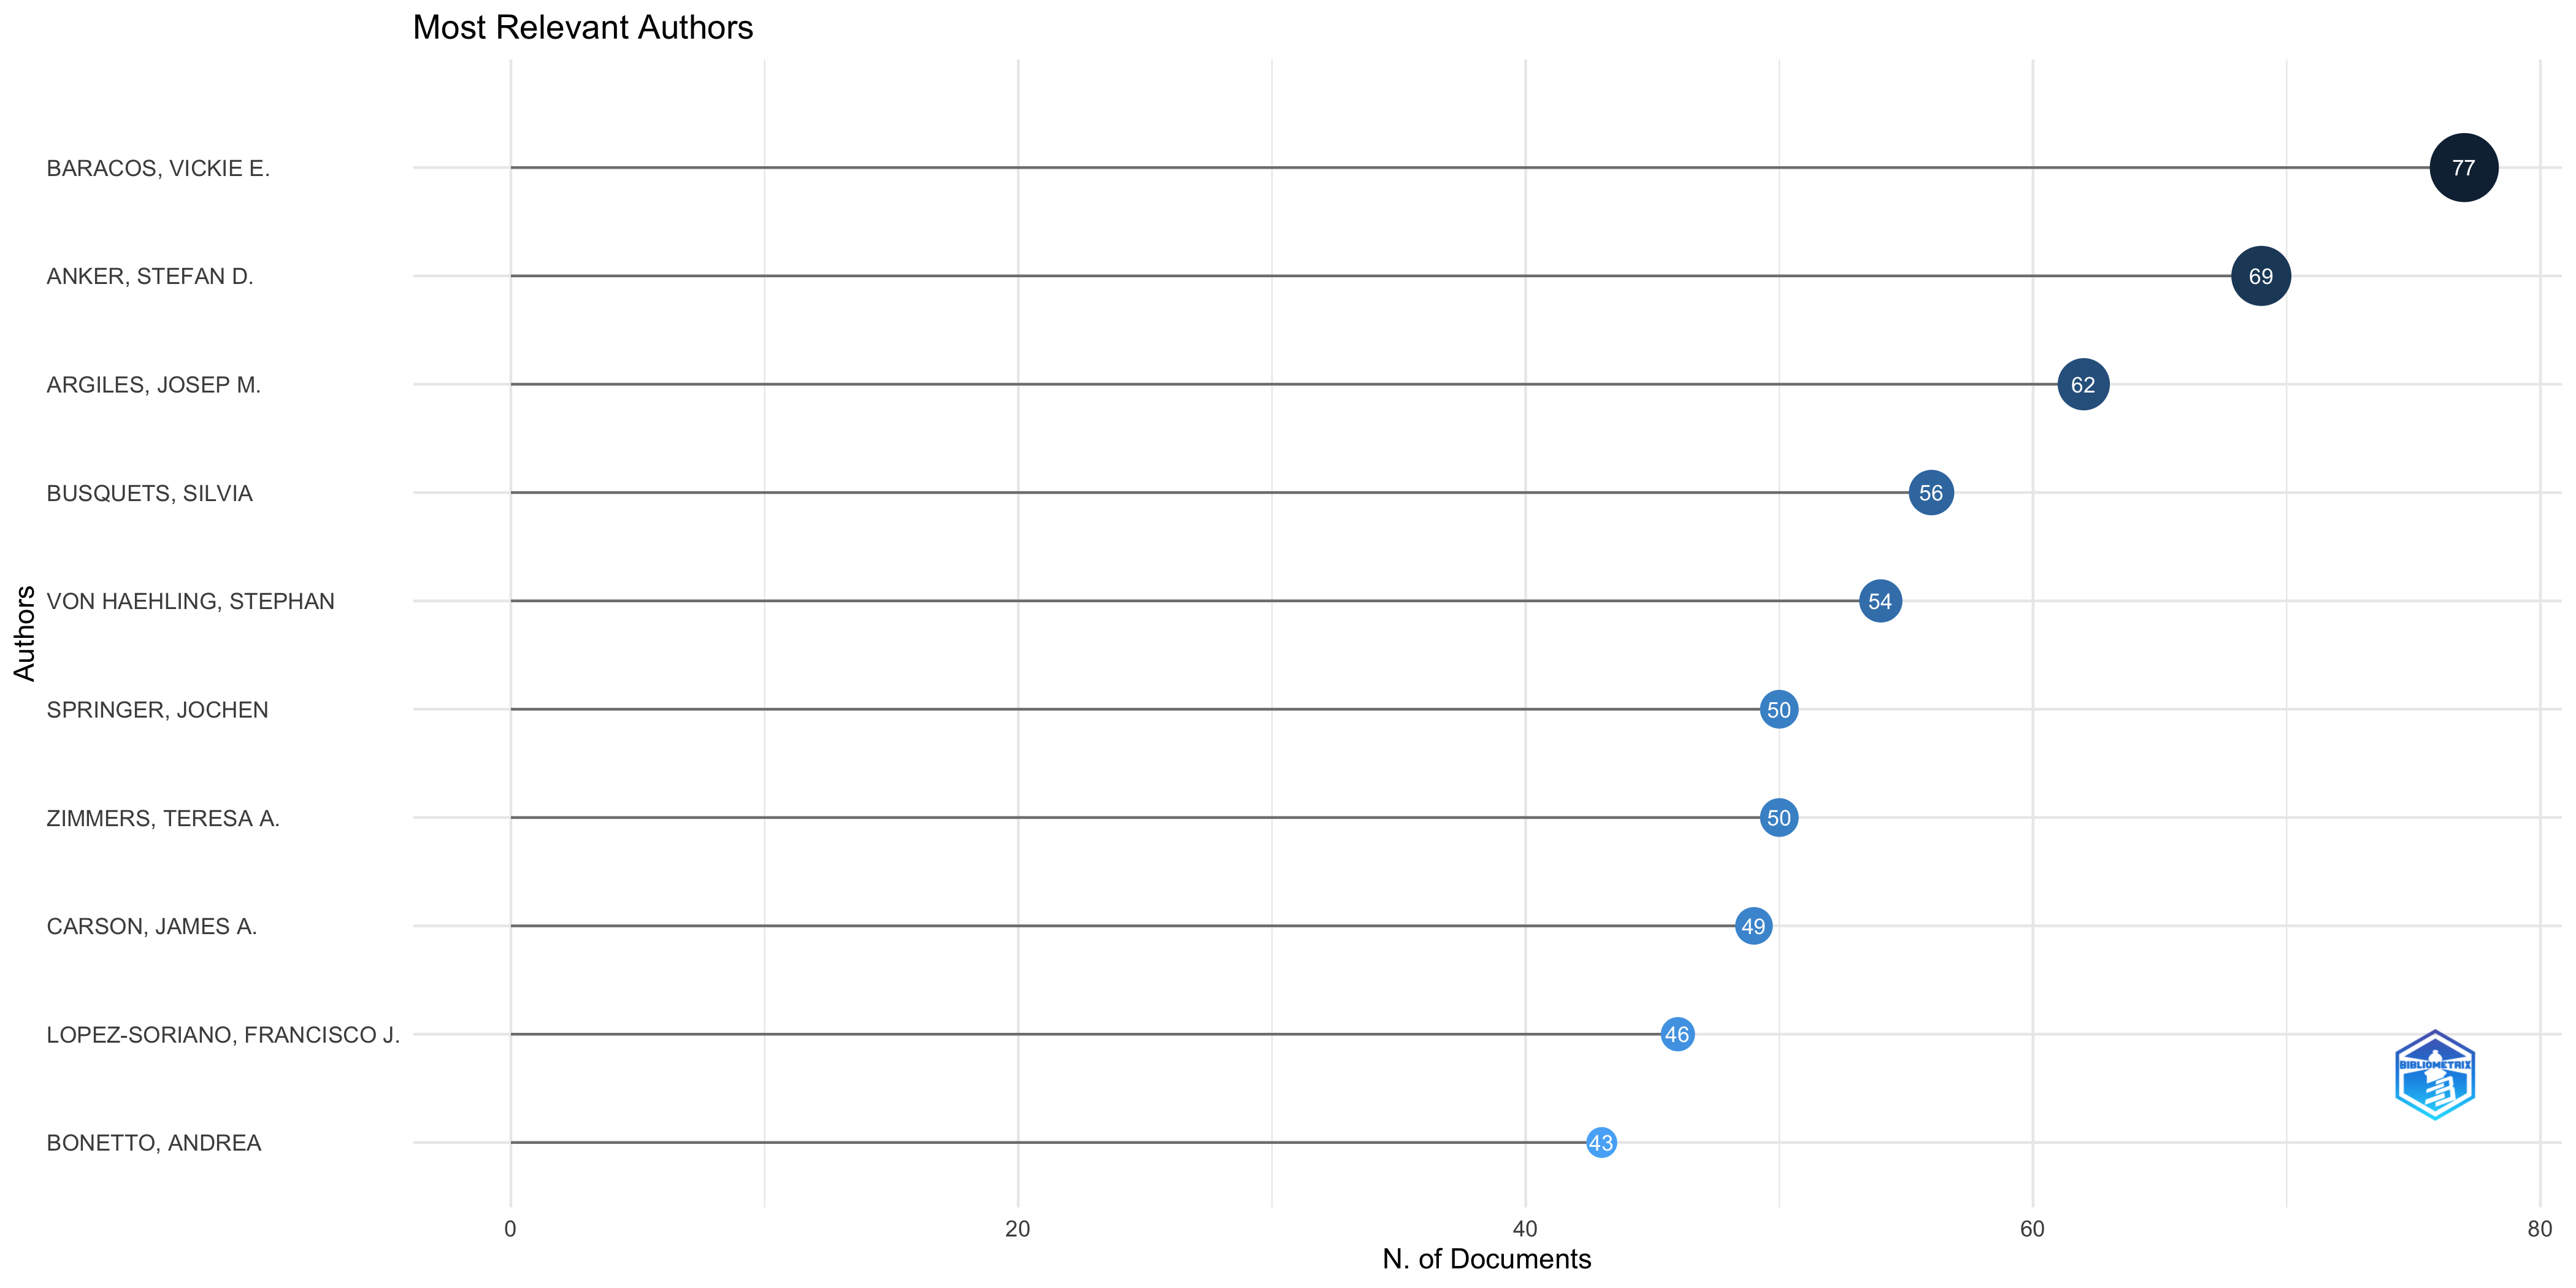 Most Relevant Authors
BARACOS, VICKIE E.
77
ANKER, STEFAN D.
69
ARGILES, JOSEP M.
62
BUSQUETS, SILVIA
56
VON HAEHLING, STEPHAN
54
SPRINGER, JOCHEN
50
ZIMMERS, TERESA A.
50
CARSON, JAMES A.
49
LOPEZ-SORIANO, FRANCISCO J.
46
BONETTO, ANDREA
43
Authors
BIBLIOMETRIX
0 20 40 60 80
N. of Documents